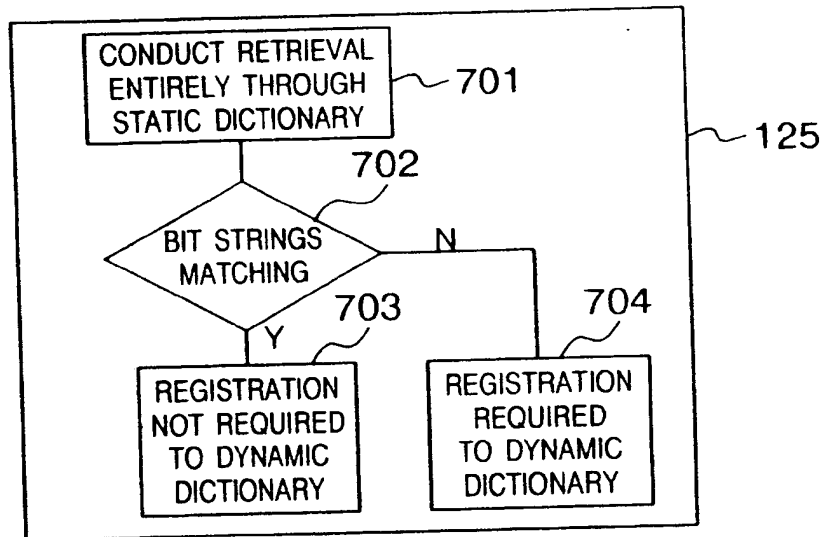 CONDUCT RETRIEVAL
ENTIRELY THROUGH
STATIC DICTIONARY
701
125
702
BIT STRINGS
MATCHING
N
Y
703
704
REGISTRATION
NOT REQUIRED
TO DYNAMIC
DICTIONARY
REGISTRATION
REQUIRED
TO DYNAMIC
DICTIONARY